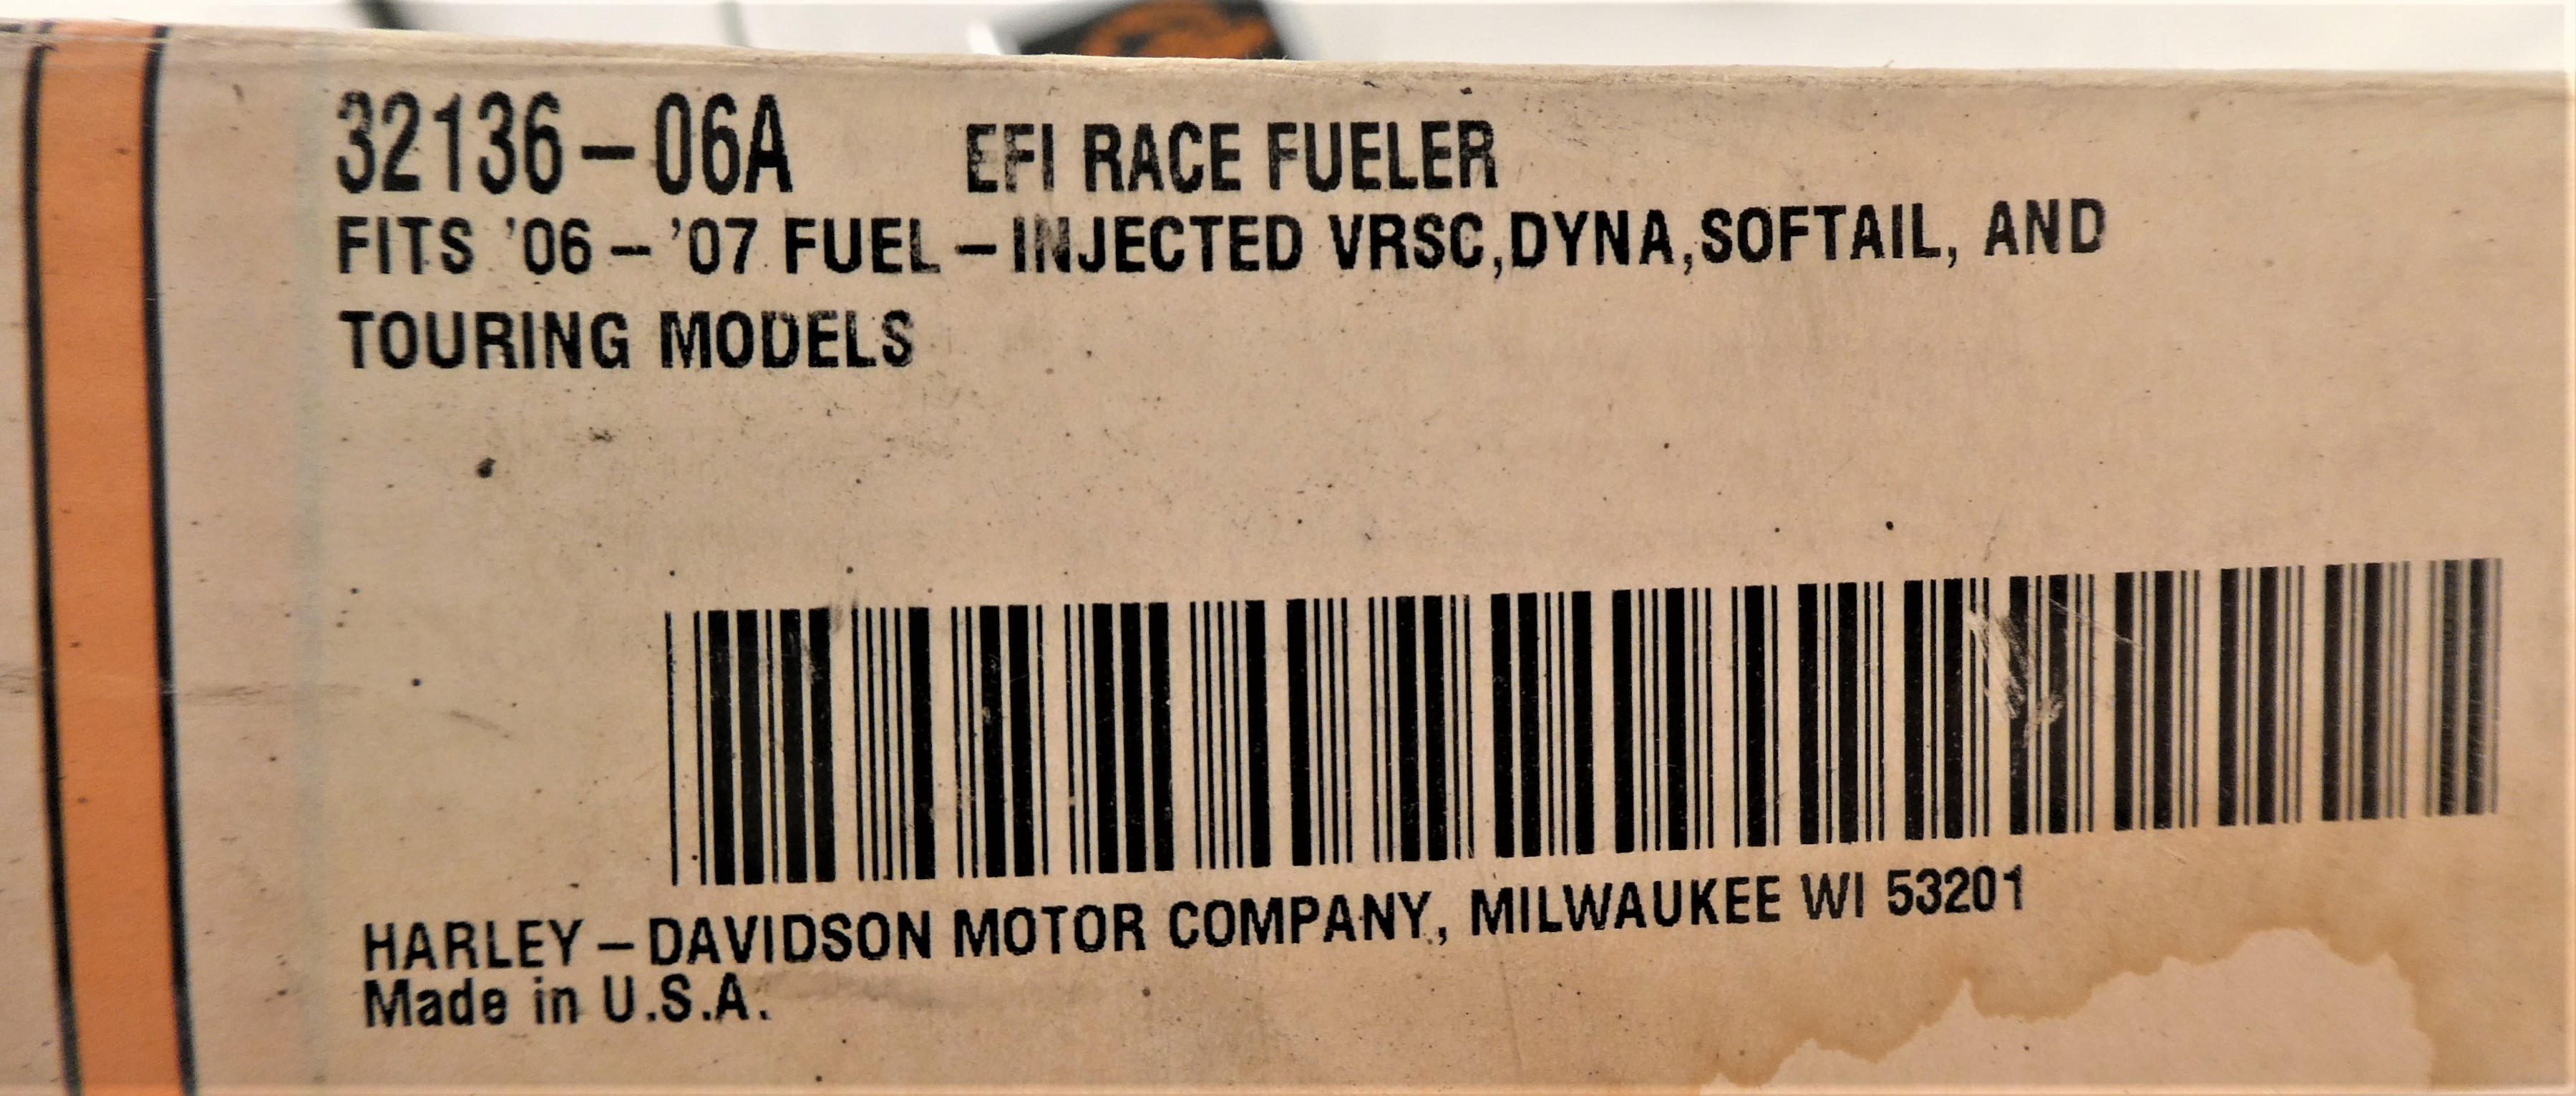 32136-06A EFI RACE FUELER
FITS '06-'07 FUEL-INJECTED VRSC,DYNA,SOFTAIL, AND
TOURING MODELS
HARLEY-DAVIDSON MOTOR COMPANY, MILWAUKEE WI 53201
Made in U.S.A.